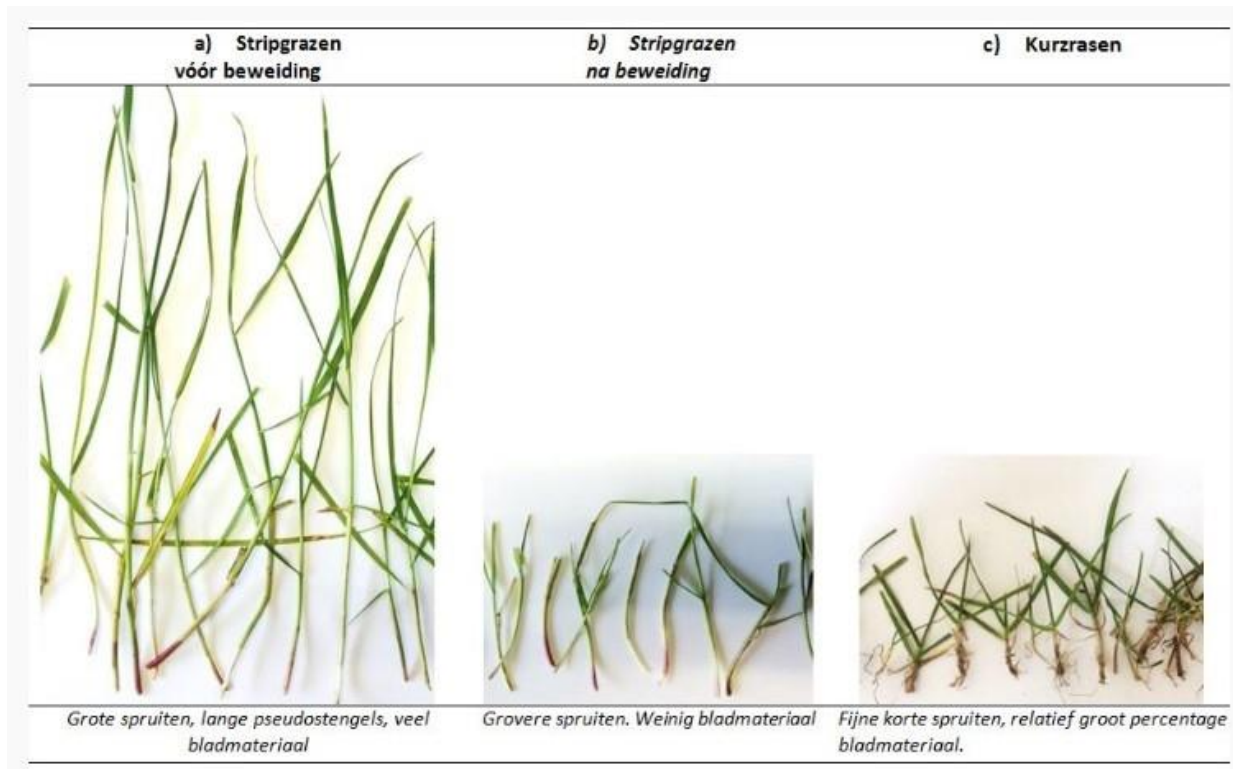 a) Stripgrazen
vóór beweiding
b) Stripgrazen
na beweiding
c) Kurzrasen
Grote spruiten, lange pseudostengels, veel
bladmateriaal
Grovere spruiten. Weinig bladmateriaal
Fijne korte spruiten, relatief groot percentage
bladmateriaal.